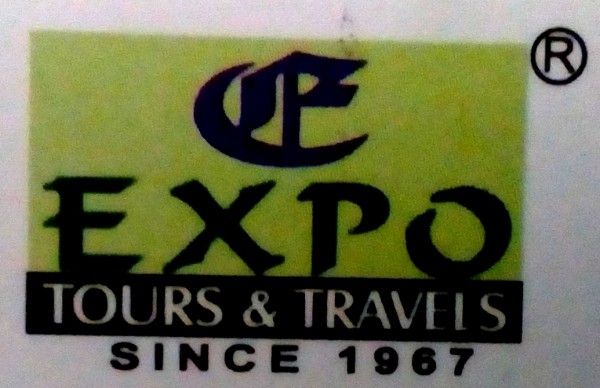 ®
E
EXPO
TOURS & TRAVELS
SINCE 1967